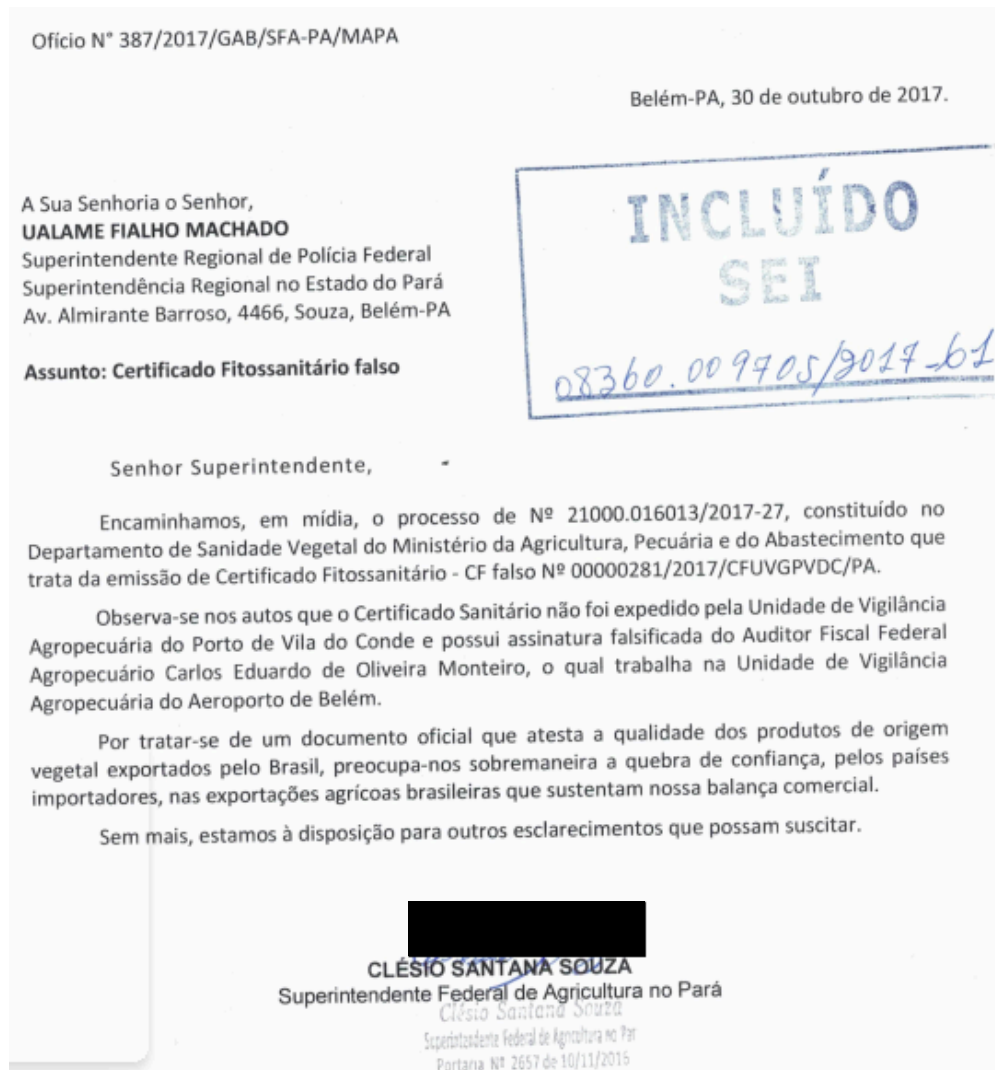 Ofício N° 387/2017/GAB/SFA-PA/MAPA
Belém-PA, 30 de outubro de 2017.
A Sua Senhoria o Senhor,
UALAME FIALHO MACHADO
Superintendente Regional de Polícia Federal
Superintendência Regional no Estado do Pará
Av. Almirante Barroso, 4466, Souza, Belém-PA
INCLUÍDO
SEI
08360.009705/2017-61
Assunto: Certificado Fitossanitário falso
Senhor Superintendente,
Encaminhamos, em mídia, o processo de Nº 21000.016013/2017-27, constituído no
Departamento de Sanidade Vegetal do Ministério da Agricultura, Pecuária e do Abastecimento que
trata da emissão de Certificado Fitossanitário - CF falso Nº 00000281/2017/CFUVGPVDC/PA.
Observa-se nos autos que o Certificado Sanitário não foi expedido pela Unidade de Vigilância
Agropecuária do Porto de Vila do Conde e possui assinatura falsificada do Auditor Fiscal Federal
Agropecuário Carlos Eduardo de Oliveira Monteiro, o qual trabalha na Unidade de Vigilância
Agropecuária do Aeroporto de Belém.
Por tratar-se de um documento oficial que atesta a qualidade dos produtos de origem
vegetal exportados pelo Brasil, preocupa-nos sobremaneira a quebra de confiança, pelos países
importadores, nas exportações agrícoas brasileiras que sustentam nossa balança comercial.
Sem mais, estamos à disposição para outros esclarecimentos que possam suscitar.
CLÉSIO SANTANA SOUZA
Superintendente Federal de Agricultura no Pará
Clésio Santana Souza
Superintendente Federal de Agricultura no Par
Portaria Nº 2657 de 10/11/2016